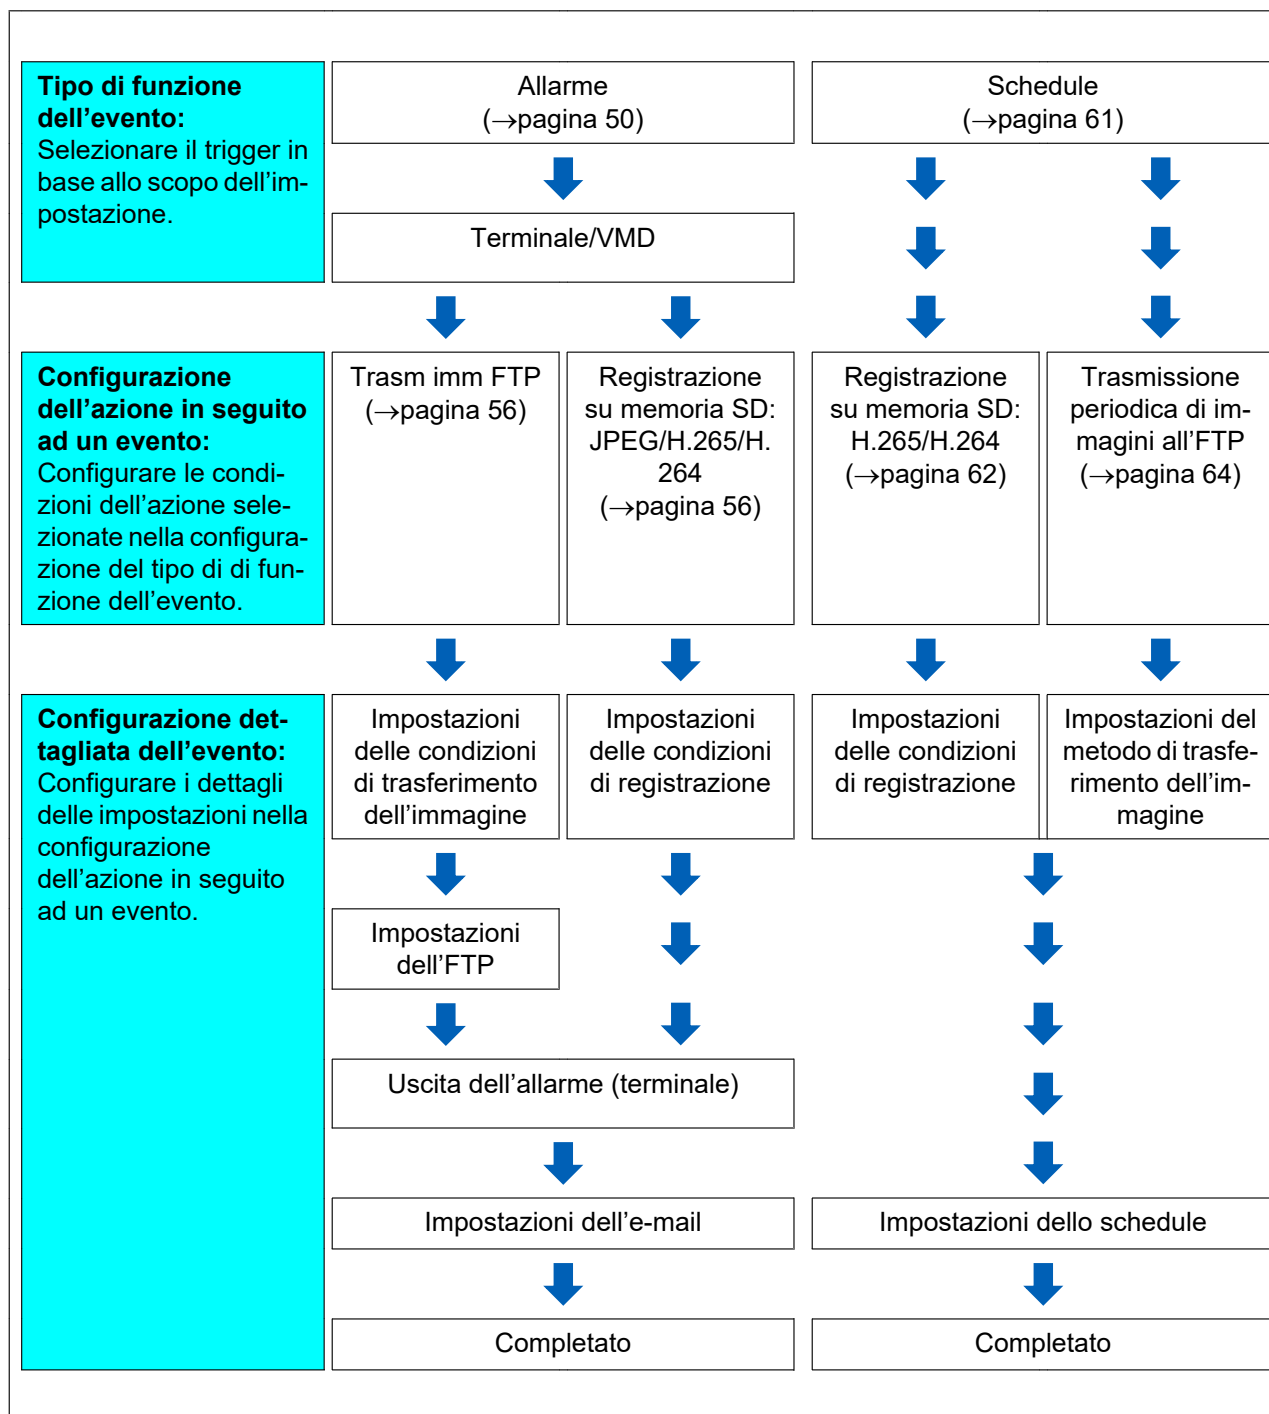 Tipo di funzione
dell'evento:
Selezionare il trigger in
base allo scopo dell'im-
postazione.
Allarme
(→pagina 50)
Schedule
(→pagina 61)
Terminale/VMD
Configurazione
dell'azione in seguito
ad un evento:
Configurare le condi-
zioni dell'azione sele-
zionate nella configura-
zione del tipo di di fun-
zione dell'evento.
Trasm imm FTP
(→pagina 56)
Registrazione
su memoria SD:
JPEG/H.265/H.
264
(→pagina 56)
Registrazione
su memoria SD:
H.265/H.264
(→pagina 62)
Trasmissione
periodica di im-
magini all'FTP
(→pagina 64)
Configurazione det-
tagliata dell'evento:
Configurare i dettagli
delle impostazioni nella
configurazione
dell'azione in seguito
ad un evento.
Impostazioni
delle condizioni
di trasferimento
dell'immagine
Impostazioni
delle condizioni
di registrazione
Impostazioni
delle condizioni
di registrazione
Impostazioni del
metodo di trasfe-
rimento dell'im-
magine
Impostazioni
dell'FTP
Uscita dell'allarme (terminale)
Impostazioni dell'e-mail
Impostazioni dello schedule
Completato
Completato